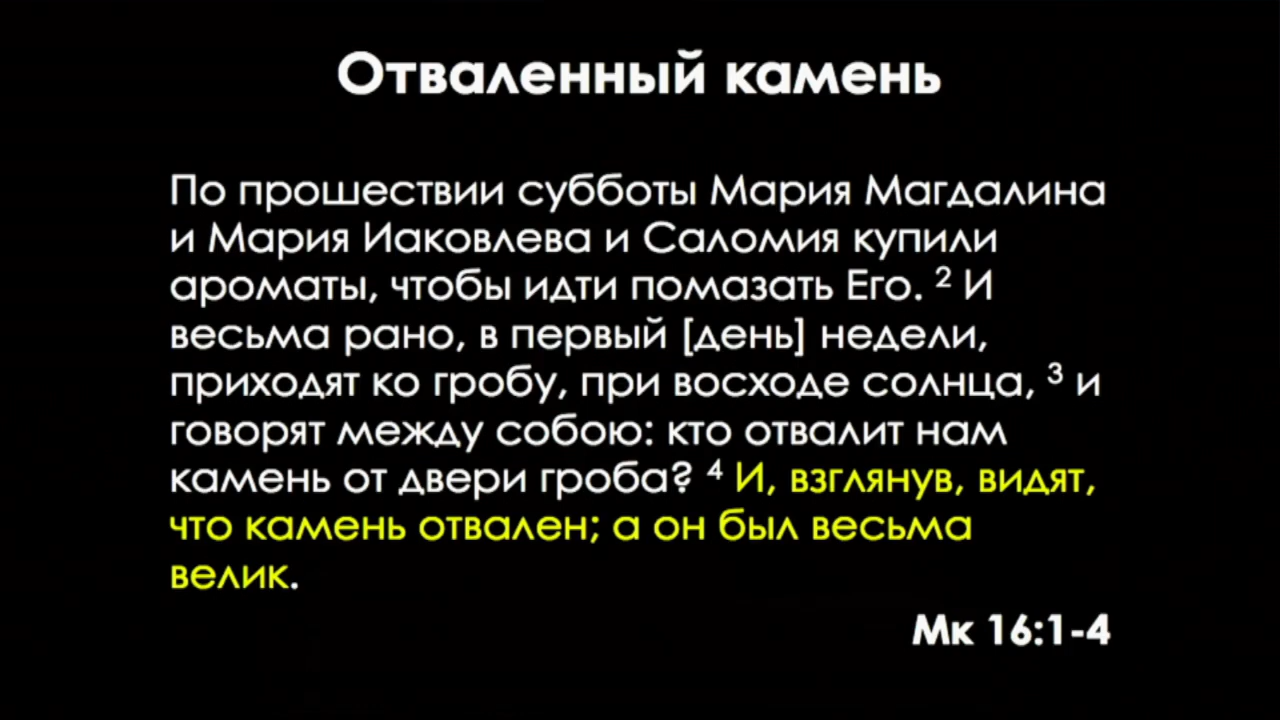 Отваленный камень
По прошествии субботы Мария Магдалина
и Мария Иаковлева и Саломия купили
ароматы, чтобы идти помазать Его. ² И
весьма рано, в первый [день] недели,
приходят ко гробу, при восходе солнца, ³ и
говорят между собою: кто отвалит нам
камень от двери гроба? ⁴ И, взглянув, видят,
что камень отвален; а он был весьма
велик.
Мк 16:1-4